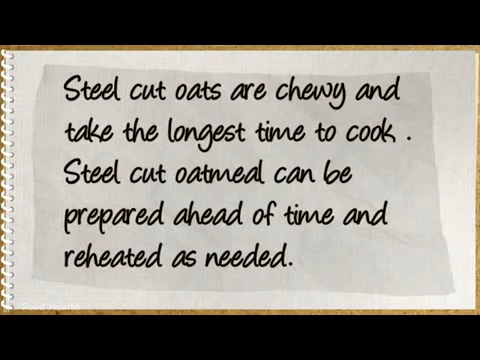 Steel cut oats are chewy and
take the longest time to cook .
Steel cut oatmeal can be
prepared ahead of time and
reheated as needed.